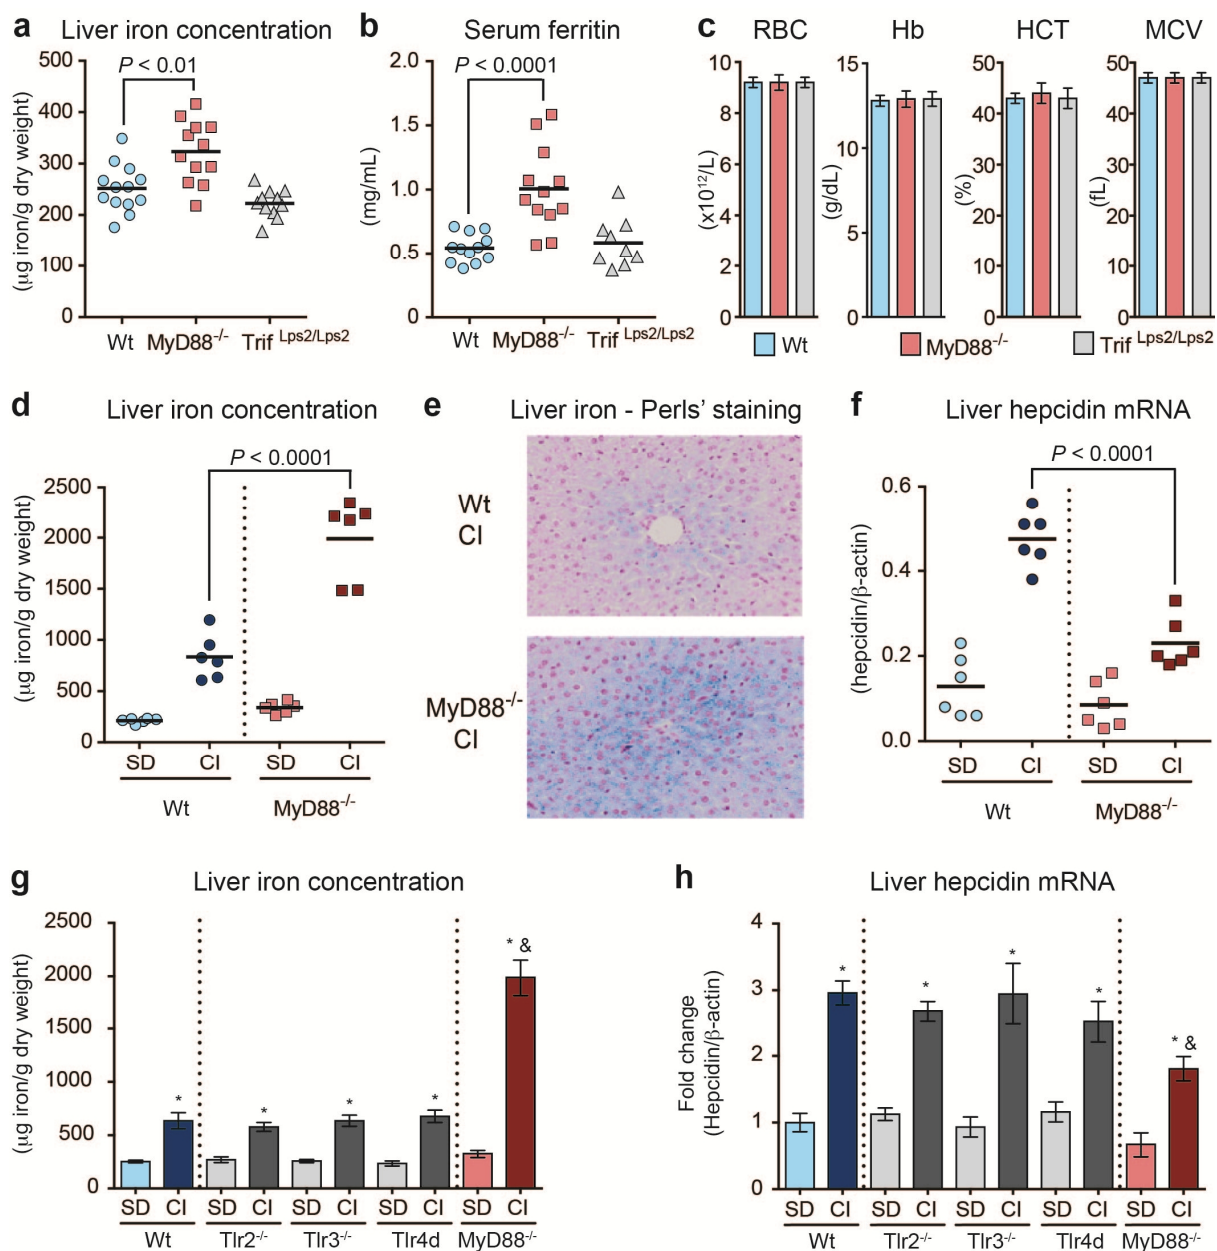 a Liver iron concentration
P < 0.01
500
400
300
200
100
0
(µg iron/g dry weight)
Wt MyD88-/- Trif Lps2/Lps2
b Serum ferritin
P < 0.0001
2.0
1.5
1.0
0.5
0
(mg/mL)
Wt MyD88-/- Trif Lps2/Lps2
c RBC Hb HCT MCV
10
8
6
4
2
0
(x10¹²/L)
15
10
5
0
(g/dL)
50
40
30
20
10
0
(%)
50
40
30
20
10
0
(fL)
Wt MyD88-/- Trif Lps2/Lps2
d Liver iron concentration
P < 0.0001
2500
2000
1500
1000
500
0
(µg iron/g dry weight)
SD CI SD CI
Wt MyD88-/-
e Liver iron - Perls' staining
Wt
CI
MyD88-/-
CI
f Liver hepcidin mRNA
P < 0.0001
0.6
0.4
0.2
0.0
(hepcidin/β-actin)
SD CI SD CI
Wt MyD88-/-
g Liver iron concentration
2500
2000
1500
1000
500
0
(µg iron/g dry weight)
* * * * * &
SD CI SD CI SD CI SD CI SD CI
Wt Tlr2-/- Tlr3-/- Tlr4d MyD88-/-
h Liver hepcidin mRNA
4
3
2
1
0
Fold change
(Hepcidin/β-actin)
* * * * * &
SD CI SD CI SD CI SD CI SD CI
Wt Tlr2-/- Tlr3-/- Tlr4d MyD88-/-